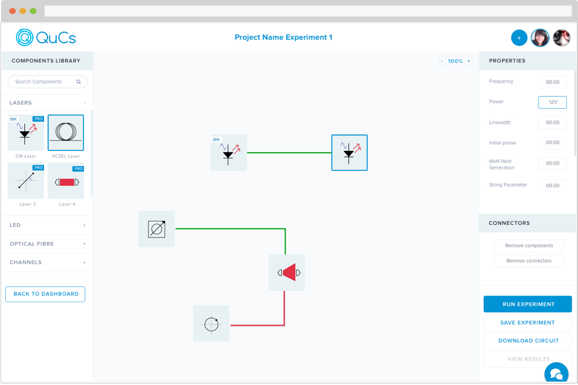 QuCs
Project Name Experiment 1
+
COMPONENTS LIBRARY
- 100% +
PROPERTIES
Search Components
Frequency 00.00
Power 12V
LASERS -
Linewidth 00.00
PRO
PRO
CW Laser
VCSEL Laser
Initial phase 00.00
MxN Next Generation 00.00
PRO
PRO
Laser 3
Laser 4
String Parameter 00.00
LED +
CONNECTORS
OPTICAL FIBRE +
Remove components
CHANNELS +
Remove connectors
BACK TO DASHBOARD
RUN EXPERIMENT
SAVE EXPERIMENT
DOWNLOAD CIRCUIT
VIEW RESULTS